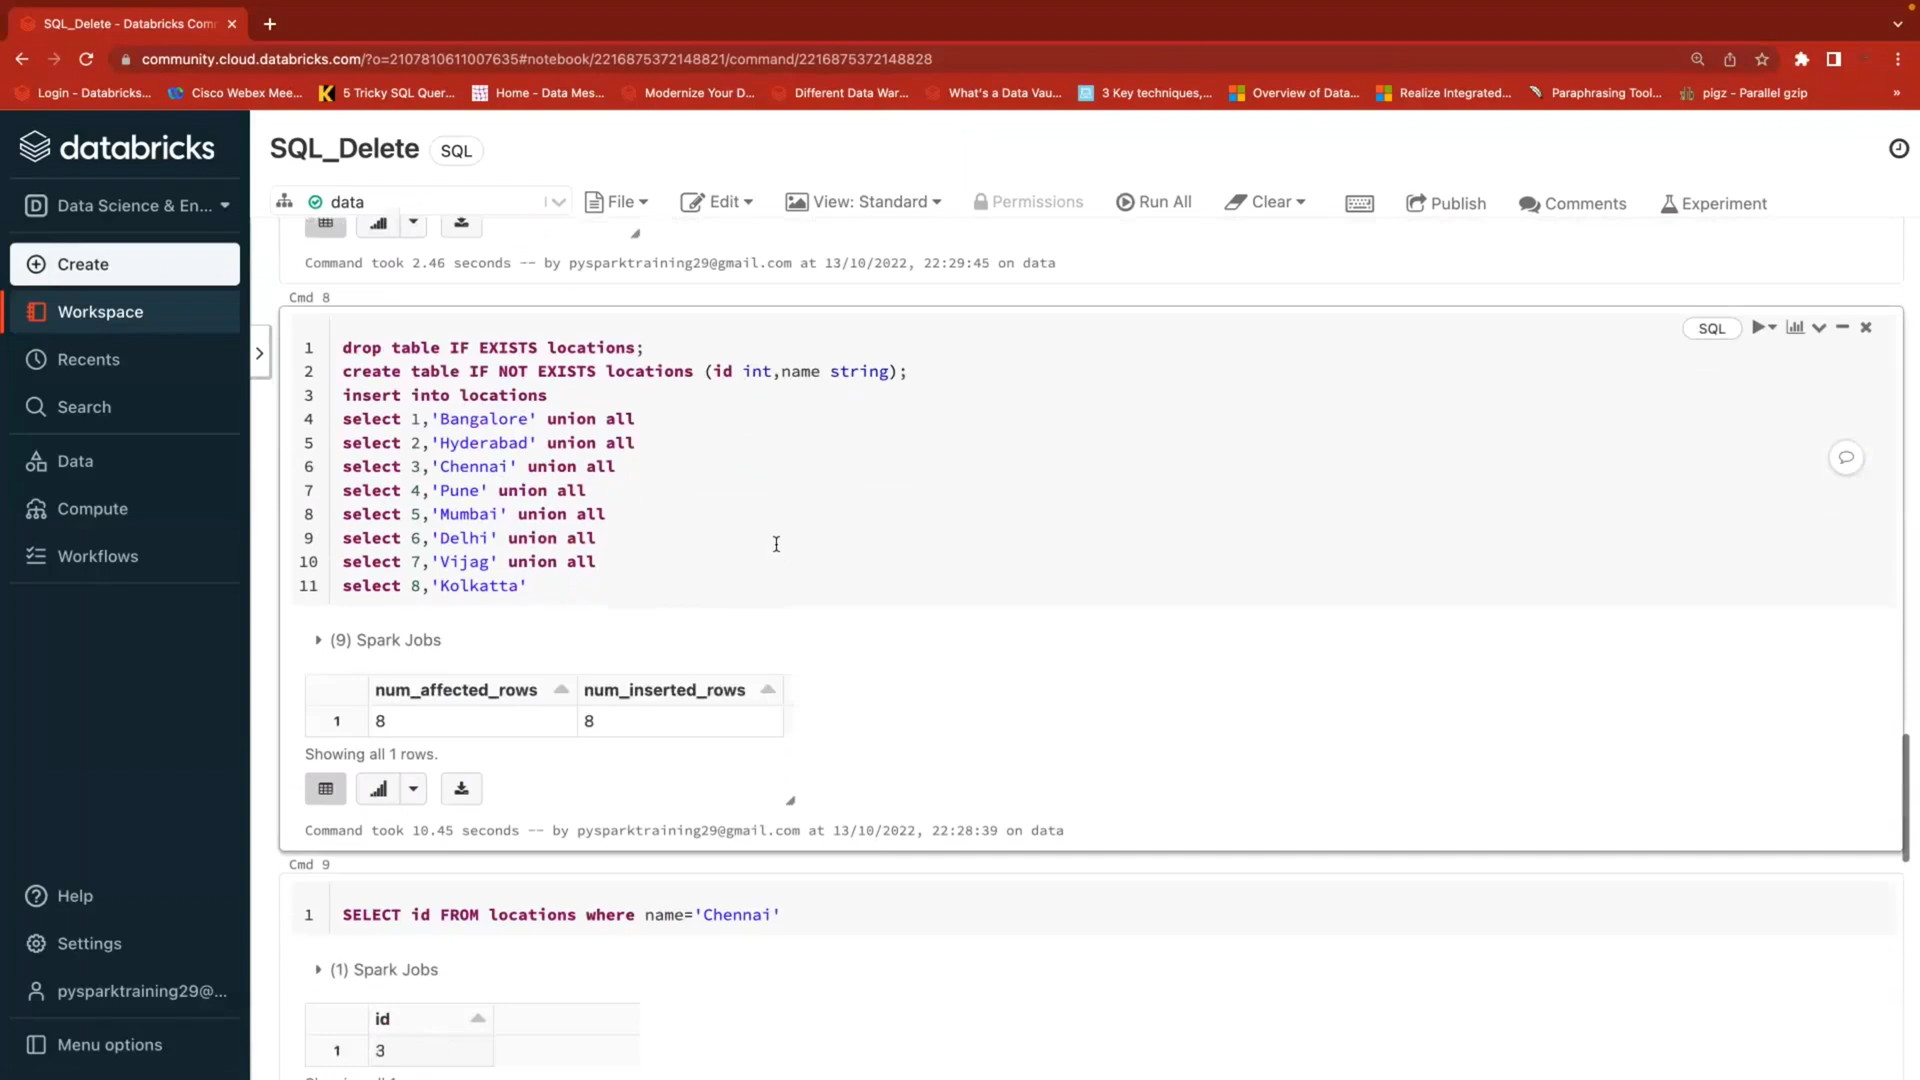 SQL_Delete - Databricks Com
community.cloud.databricks.com/?o=2107810611007635#notebook/2216875372148821/command/2216875372148828
Login - Databricks... Cisco Webex Mee... 5 Tricky SQL Quer... Home - Data Mes... Modernize Your D... Different Data War... What's a Data Vau... 3 Key techniques,... Overview of Data... Realize Integrated... Paraphrasing Tool... pigz - Parallel gzip »
databricks
SQL_Delete SQL
Data Science & En...
data File Edit View: Standard Permissions Run All Clear Publish Comments Experiment
Create
Workspace
Recents
Search
Data
Compute
Workflows
Help
Settings
pysparktraining29@...
Menu options
Command took 2.46 seconds -- by pysparktraining29@gmail.com at 13/10/2022, 22:29:45 on data
Cmd 8
SQL
1 drop table IF EXISTS locations;
2 create table IF NOT EXISTS locations (id int,name string);
3 insert into locations
4 select 1,'Bangalore' union all
5 select 2,'Hyderabad' union all
6 select 3,'Chennai' union all
7 select 4,'Pune' union all
8 select 5,'Mumbai' union all
9 select 6,'Delhi' union all
10 select 7,'Vijag' union all
11 select 8,'Kolkatta'
(9) Spark Jobs
num_affected_rows num_inserted_rows
1 8 8
Showing all 1 rows.
Command took 10.45 seconds -- by pysparktraining29@gmail.com at 13/10/2022, 22:28:39 on data
Cmd 9
1 SELECT id FROM locations where name='Chennai'
(1) Spark Jobs
id
1 3